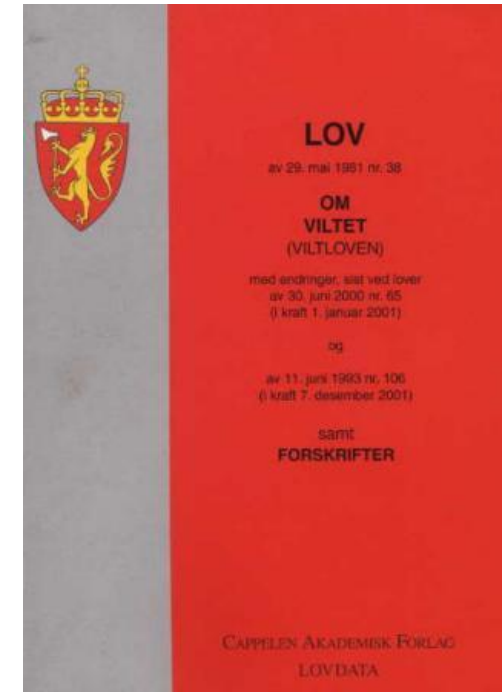 LOV
av 29. mai 1981 nr. 38
OM
VILTET
(VILTLOVEN)
med endringer, sist ved lover
av 30. juni 2000 nr. 65
(i kraft 1. januar 2001)
og
av 11. juni 1993 nr. 106
(i kraft 7. desember 2001)
samt
FORSKRIFTER
CAPPELEN AKADEMISK FORLAG
LOVDATA